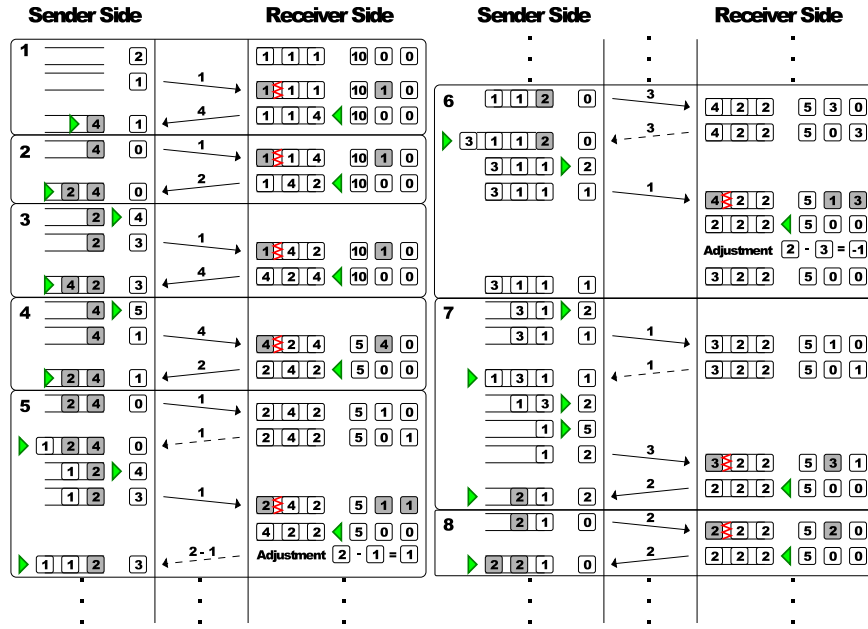 Sender Side Receiver Side
1 2 1 1 1 10 0 0
1 1 1 1 1 10 1 0
4 1 4 1 1 4 10 0 0
2 4 0 1 1 1 4 10 1 0
2 4 0 2 1 4 2 10 0 0
3 2 4
2 3 1 1 4 2 10 1 0
4 2 3 4 4 2 4 10 0 0
4 4 5
4 1 4 4 2 4 5 4 0
2 4 1 2 2 4 2 5 0 0
5 2 4 0 1 2 4 2 5 1 0
1 2 4 0 1 2 4 2 5 0 1
1 2 4
1 2 3 1 2 4 2 5 1 1
4 2 2 5 0 0
2 - 1 Adjustment 2 - 1 = 1
1 1 2 3
Sender Side Receiver Side
6 1 1 2 0 3 4 2 2 5 3 0
3 1 1 2 0 3 4 2 2 5 0 3
3 1 1 2
3 1 1 1 1 4 2 2 5 1 3
2 2 2 5 0 0
Adjustment 2 - 3 = -1
3 1 1 1 3 2 2 5 0 0
7 3 1 2
3 1 1 1 3 2 2 5 1 0
1 3 1 1 1 3 2 2 5 0 1
1 3 2
1 5
1 2 3 3 2 2 5 3 1
2 1 2 2 2 2 2 5 0 0
8 2 1 0 2 2 2 2 5 2 0
2 2 1 0 2 2 2 2 5 0 0